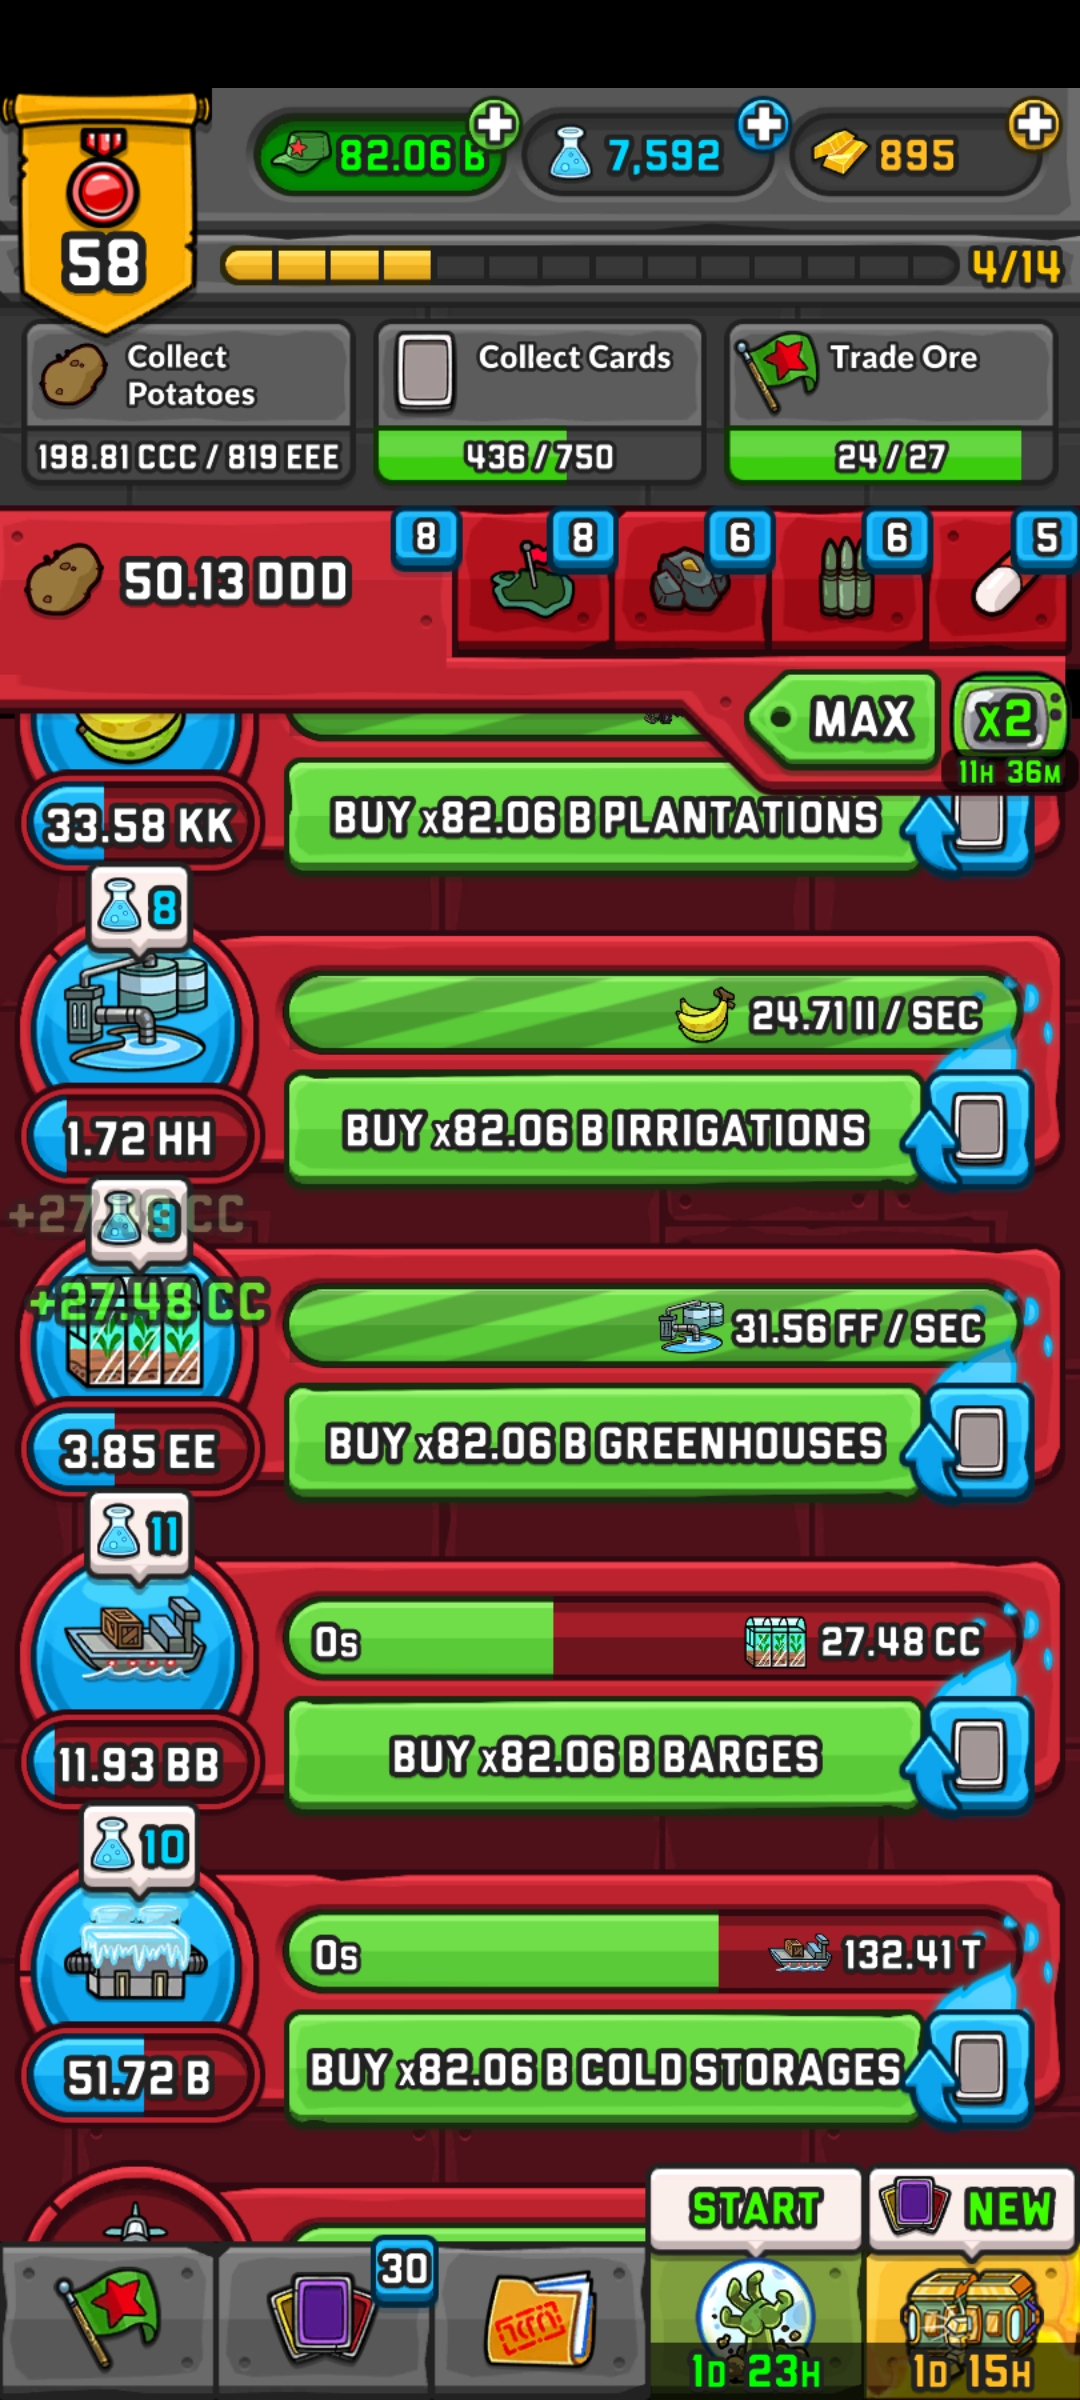 82.06 B
7,592
895
58
4/14
Collect Potatoes
198.81 CCC / 819 EEE
Collect Cards
436 / 750
Trade Ore
24 / 27
50.13 DDD
8
8
6
6
5
MAX
x2
11H 36M
33.58 KK
BUY x82.06 B PLANTATIONS
8
24.71 II / SEC
1.72 HH
BUY x82.06 B IRRIGATIONS
9
+27.48 CC
31.56 FF / SEC
3.85 EE
BUY x82.06 B GREENHOUSES
11
0s
27.48 CC
11.93 BB
BUY x82.06 B BARGES
10
0s
132.41 T
51.72 B
BUY x82.06 B COLD STORAGES
START
NEW
30
1D 23H
1D 15H